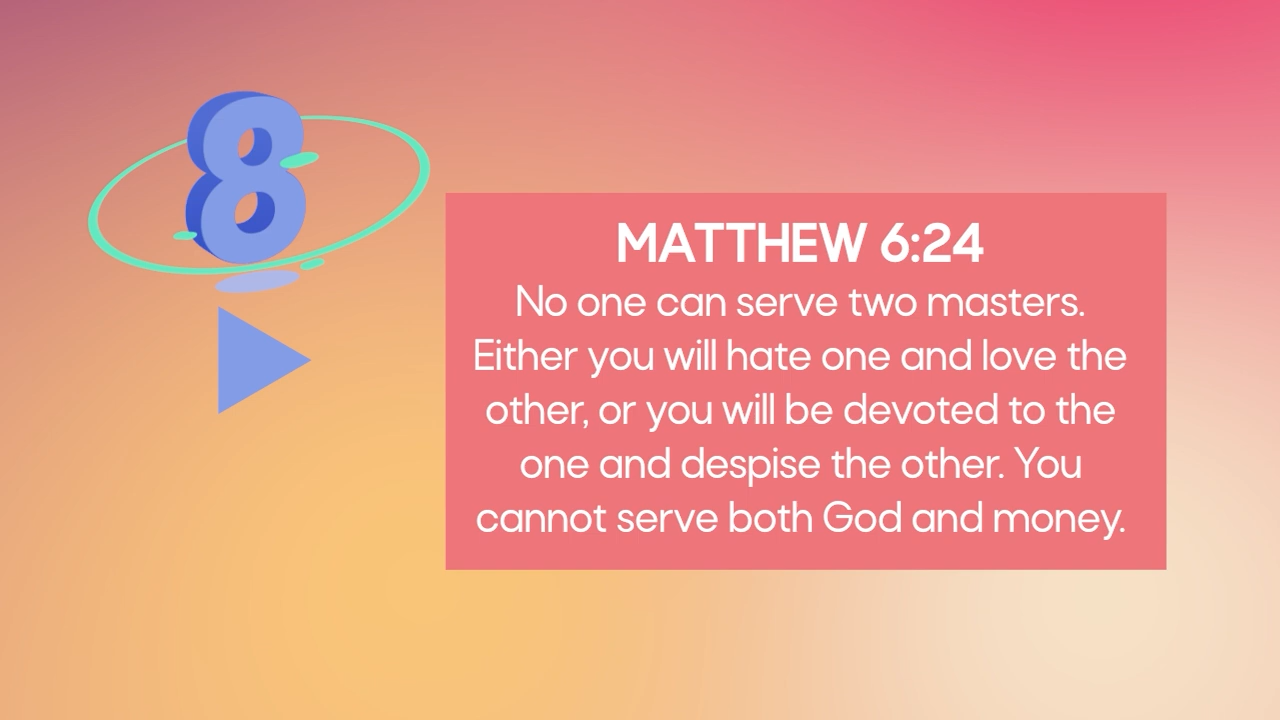 8
MATTHEW 6:24
No one can serve two masters.
Either you will hate one and love the
other, or you will be devoted to the
one and despise the other. You
cannot serve both God and money.